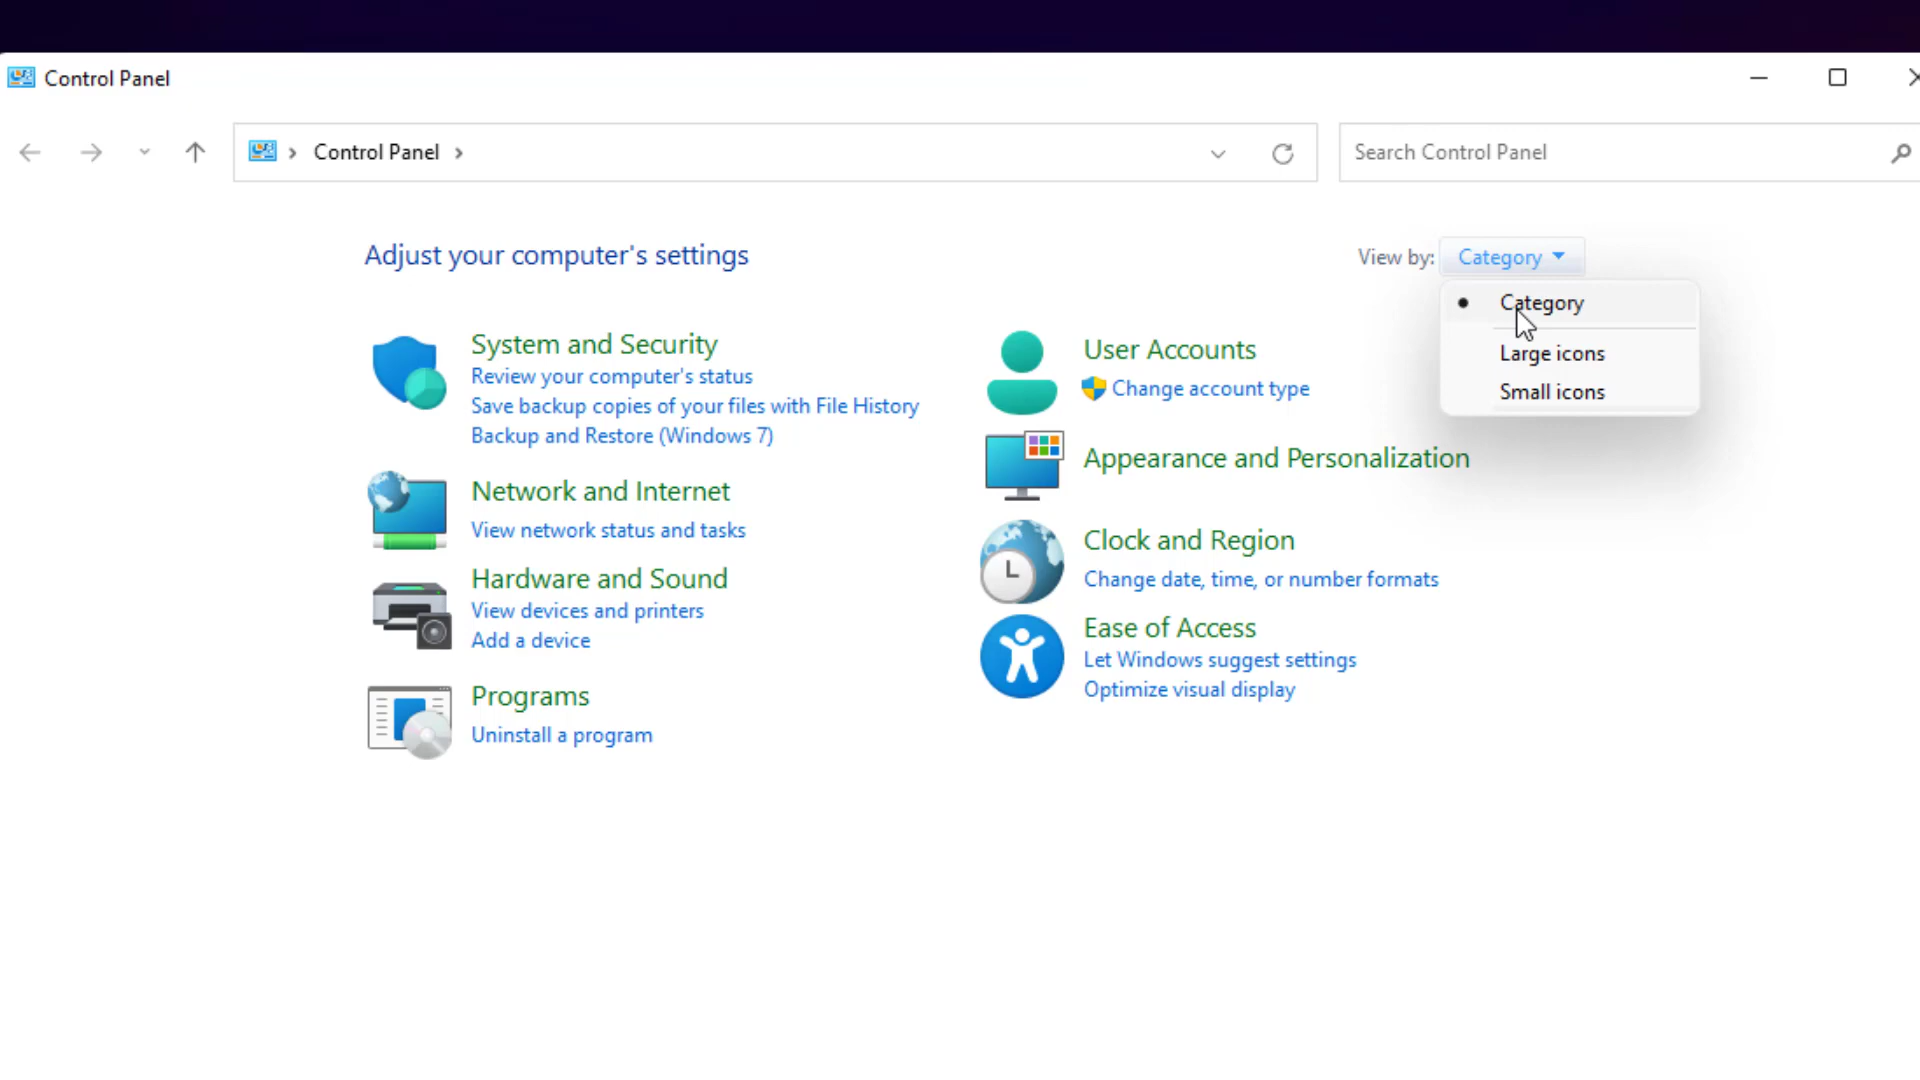 Control Panel
Control Panel
Search Control Panel
Adjust your computer's settings
View by: Category
Category
Large icons
Small icons
System and Security
Review your computer's status
Save backup copies of your files with File History
Backup and Restore (Windows 7)
Network and Internet
View network status and tasks
Hardware and Sound
View devices and printers
Add a device
Programs
Uninstall a program
User Accounts
Change account type
Appearance and Personalization
Clock and Region
Change date, time, or number formats
Ease of Access
Let Windows suggest settings
Optimize visual display